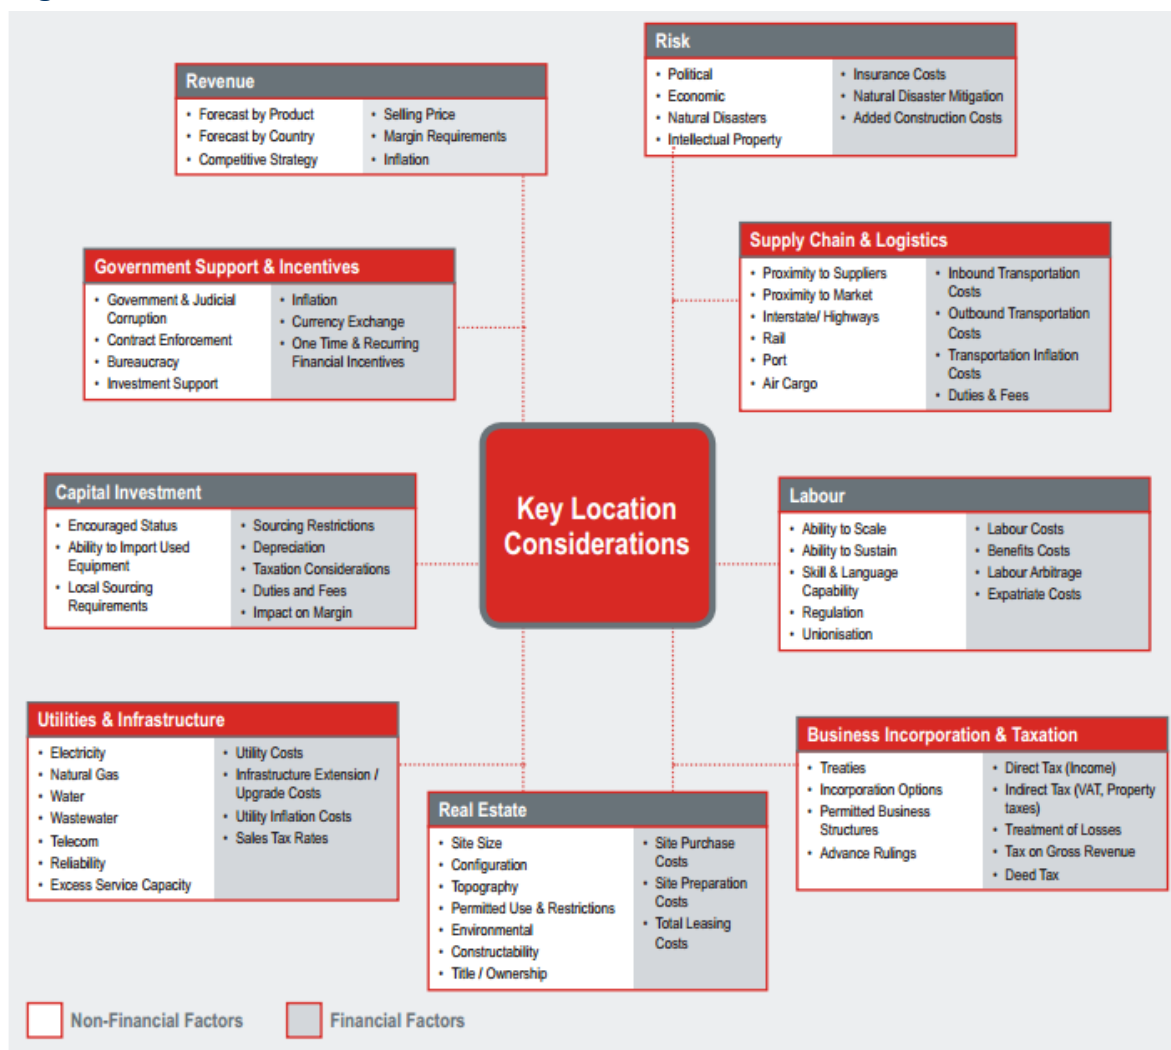 Risk
• Political
• Economic
• Natural Disasters
• Intellectual Property
• Insurance Costs
• Natural Disaster Mitigation
• Added Construction Costs
Revenue
• Forecast by Product
• Forecast by Country
• Competitive Strategy
• Selling Price
• Margin Requirements
• Inflation
Supply Chain & Logistics
• Proximity to Suppliers
• Proximity to Market
• Interstate/ Highways
• Rail
• Port
• Air Cargo
• Inbound Transportation
Costs
• Outbound Transportation
Costs
• Transportation Inflation
Costs
• Duties & Fees
Government Support & Incentives
• Government & Judicial
Corruption
• Contract Enforcement
• Bureaucracy
• Investment Support
• Inflation
• Currency Exchange
• One Time & Recurring
Financial Incentives
Key Location
Considerations
Capital Investment
• Encouraged Status
• Ability to Import Used
Equipment
• Local Sourcing
Requirements
• Sourcing Restrictions
• Depreciation
• Taxation Considerations
• Duties and Fees
• Impact on Margin
Labour
• Ability to Scale
• Ability to Sustain
• Skill & Language
Capability
• Regulation
• Unionisation
• Labour Costs
• Benefits Costs
• Labour Arbitrage
• Expatriate Costs
Utilities & Infrastructure
• Electricity
• Natural Gas
• Water
• Wastewater
• Telecom
• Reliability
• Excess Service Capacity
• Utility Costs
• Infrastructure Extension /
Upgrade Costs
• Utility Inflation Costs
• Sales Tax Rates
Business Incorporation & Taxation
• Treaties
• Incorporation Options
• Permitted Business
Structures
• Advance Rulings
• Direct Tax (Income)
• Indirect Tax (VAT, Property
taxes)
• Treatment of Losses
• Tax on Gross Revenue
• Deed Tax
Real Estate
• Site Size
• Configuration
• Topography
• Permitted Use & Restrictions
• Environmental
• Constructability
• Title / Ownership
• Site Purchase
Costs
• Site Preparation
Costs
• Total Leasing
Costs
Non-Financial Factors
Financial Factors